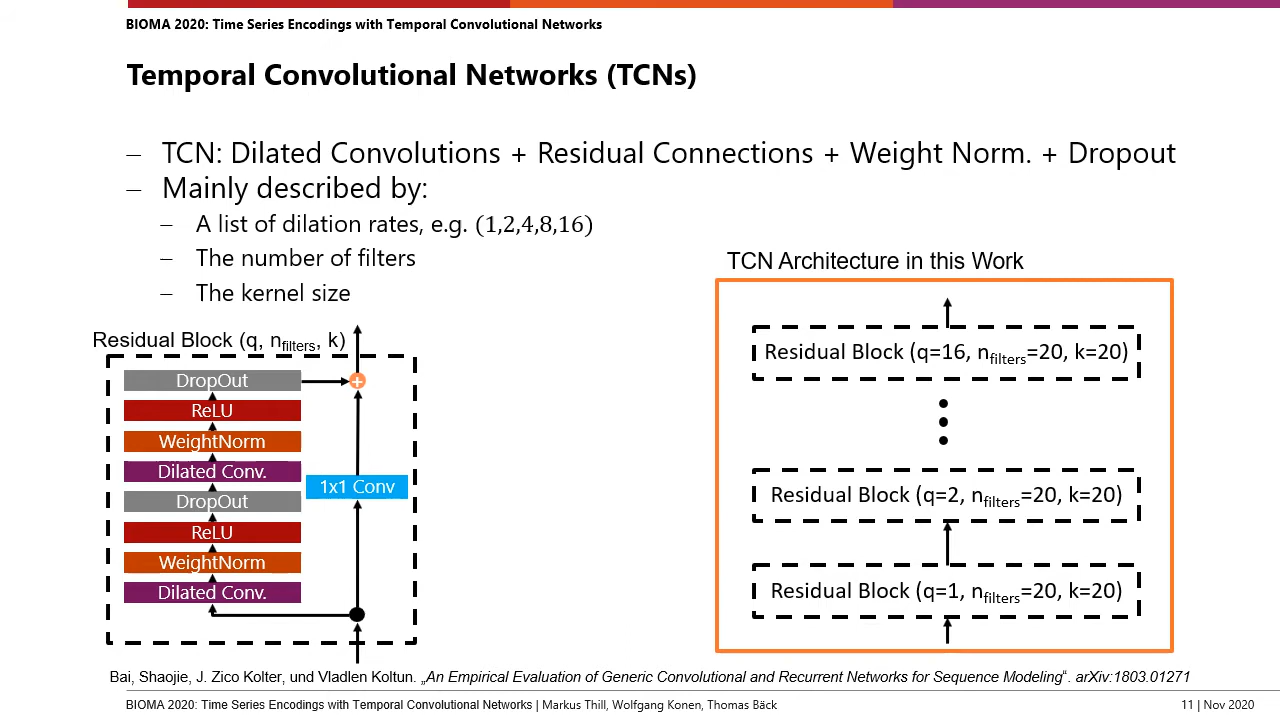 BIOMA 2020: Time Series Encodings with Temporal Convolutional Networks
Temporal Convolutional Networks (TCNs)
– TCN: Dilated Convolutions + Residual Connections + Weight Norm. + Dropout
– Mainly described by:
– A list of dilation rates, e.g. (1,2,4,8,16)
– The number of filters
– The kernel size
Residual Block (q, nfilters, k)
DropOut
ReLU
WeightNorm
Dilated Conv.
1x1 Conv
DropOut
ReLU
WeightNorm
Dilated Conv.
TCN Architecture in this Work
Residual Block (q=16, nfilters=20, k=20)
Residual Block (q=2, nfilters=20, k=20)
Residual Block (q=1, nfilters=20, k=20)
Bai, Shaojie, J. Zico Kolter, und Vladlen Koltun. „An Empirical Evaluation of Generic Convolutional and Recurrent Networks for Sequence Modeling“. arXiv:1803.01271
BIOMA 2020: Time Series Encodings with Temporal Convolutional Networks | Markus Thill, Wolfgang Konen, Thomas Bäck
11 | Nov 2020